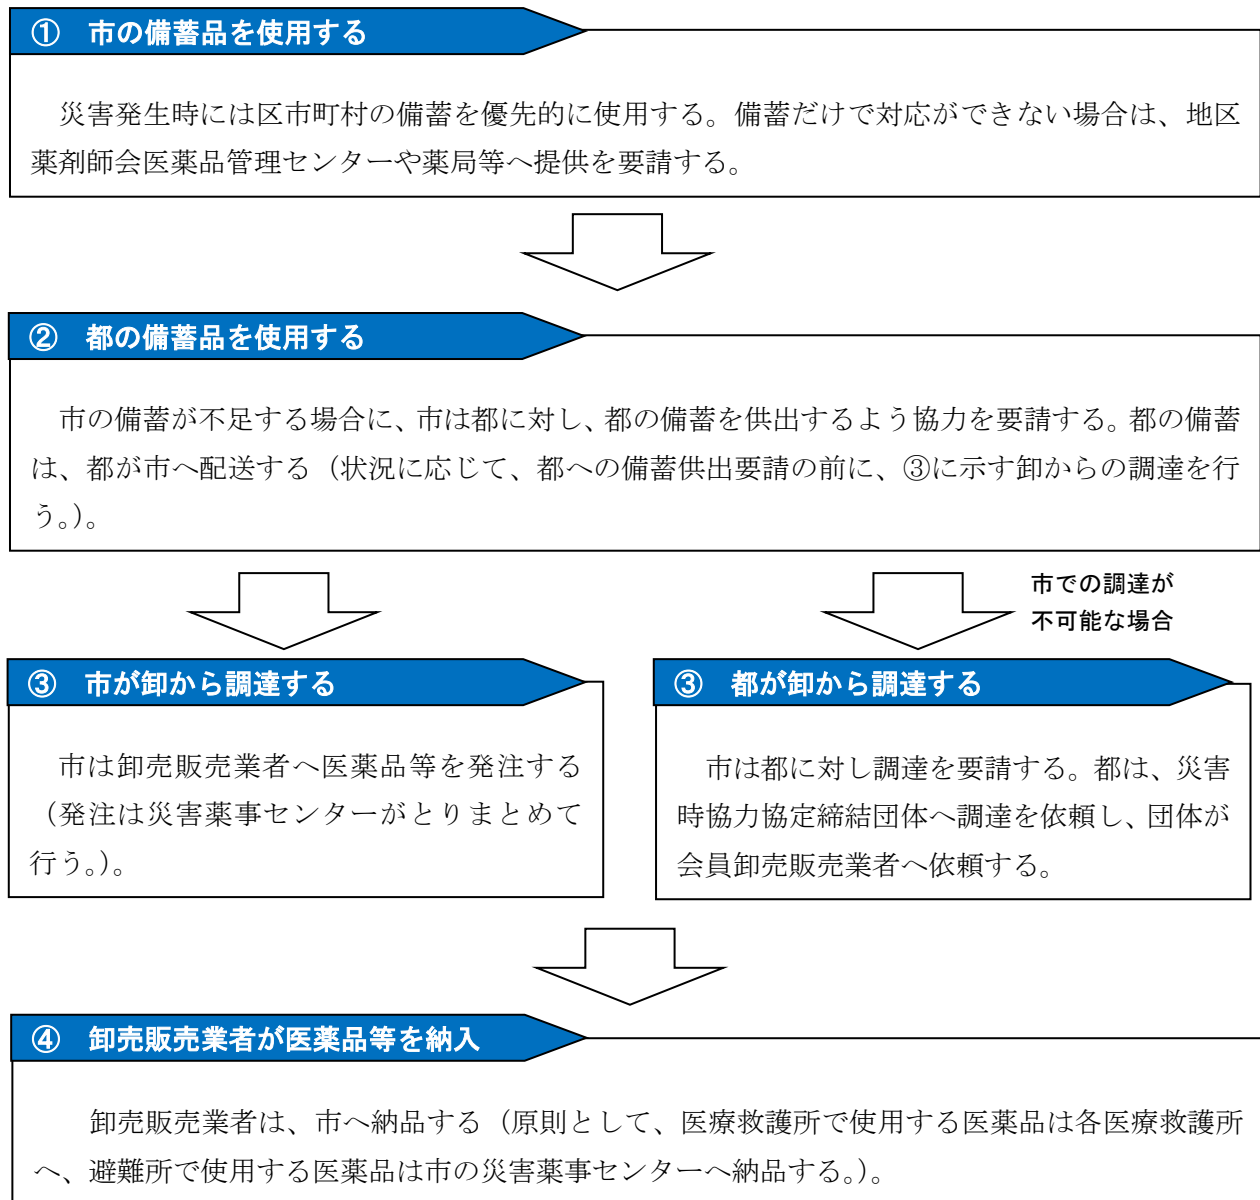 ① 市の備蓄品を使用する
災害発生時には区市町村の備蓄を優先的に使用する。備蓄だけで対応ができない場合は、地区
薬剤師会医薬品管理センターや薬局等へ提供を要請する。
② 都の備蓄品を使用する
市の備蓄が不足する場合に、市は都に対し、都の備蓄を供出するよう協力を要請する。都の備蓄
は、都が市へ配送する（状況に応じて、都への備蓄供出要請の前に、③に示す卸からの調達を行
う。）。
市での調達が
不可能な場合
③ 市が卸から調達する
市は卸売販売業者へ医薬品等を発注する
（発注は災害薬事センターがとりまとめて
行う。）。
③ 都が卸から調達する
市は都に対し調達を要請する。都は、災害
時協力協定締結団体へ調達を依頼し、団体が
会員卸売販売業者へ依頼する。
④ 卸売販売業者が医薬品等を納入
卸売販売業者は、市へ納品する（原則として、医療救護所で使用する医薬品は各医療救護所
へ、避難所で使用する医薬品は市の災害薬事センターへ納品する。）。